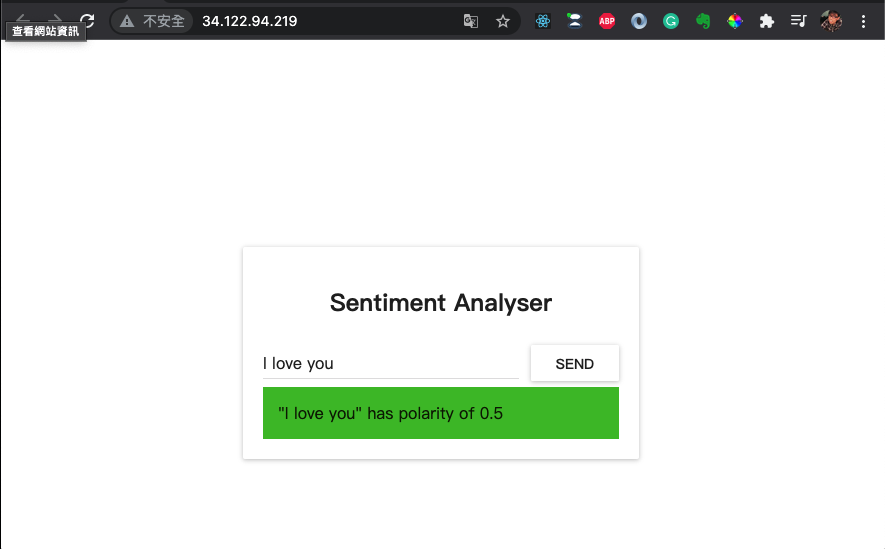 不安全 34.122.94.219
ABP
G
查看網站資訊
Sentiment Analyser
I love you
SEND
"I love you" has polarity of 0.5